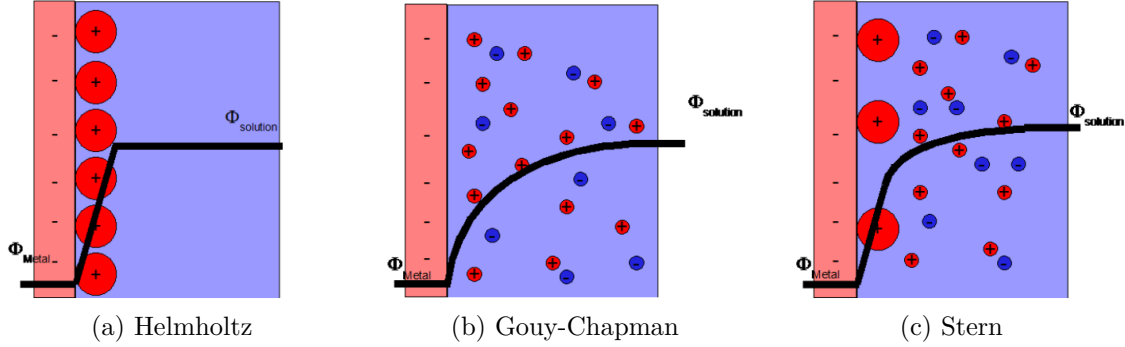 Φsolution
ΦMetal
(a) Helmholtz
Φsolution
ΦMetal
(b) Gouy-Chapman
Φsolution
ΦMetal
(c) Stern